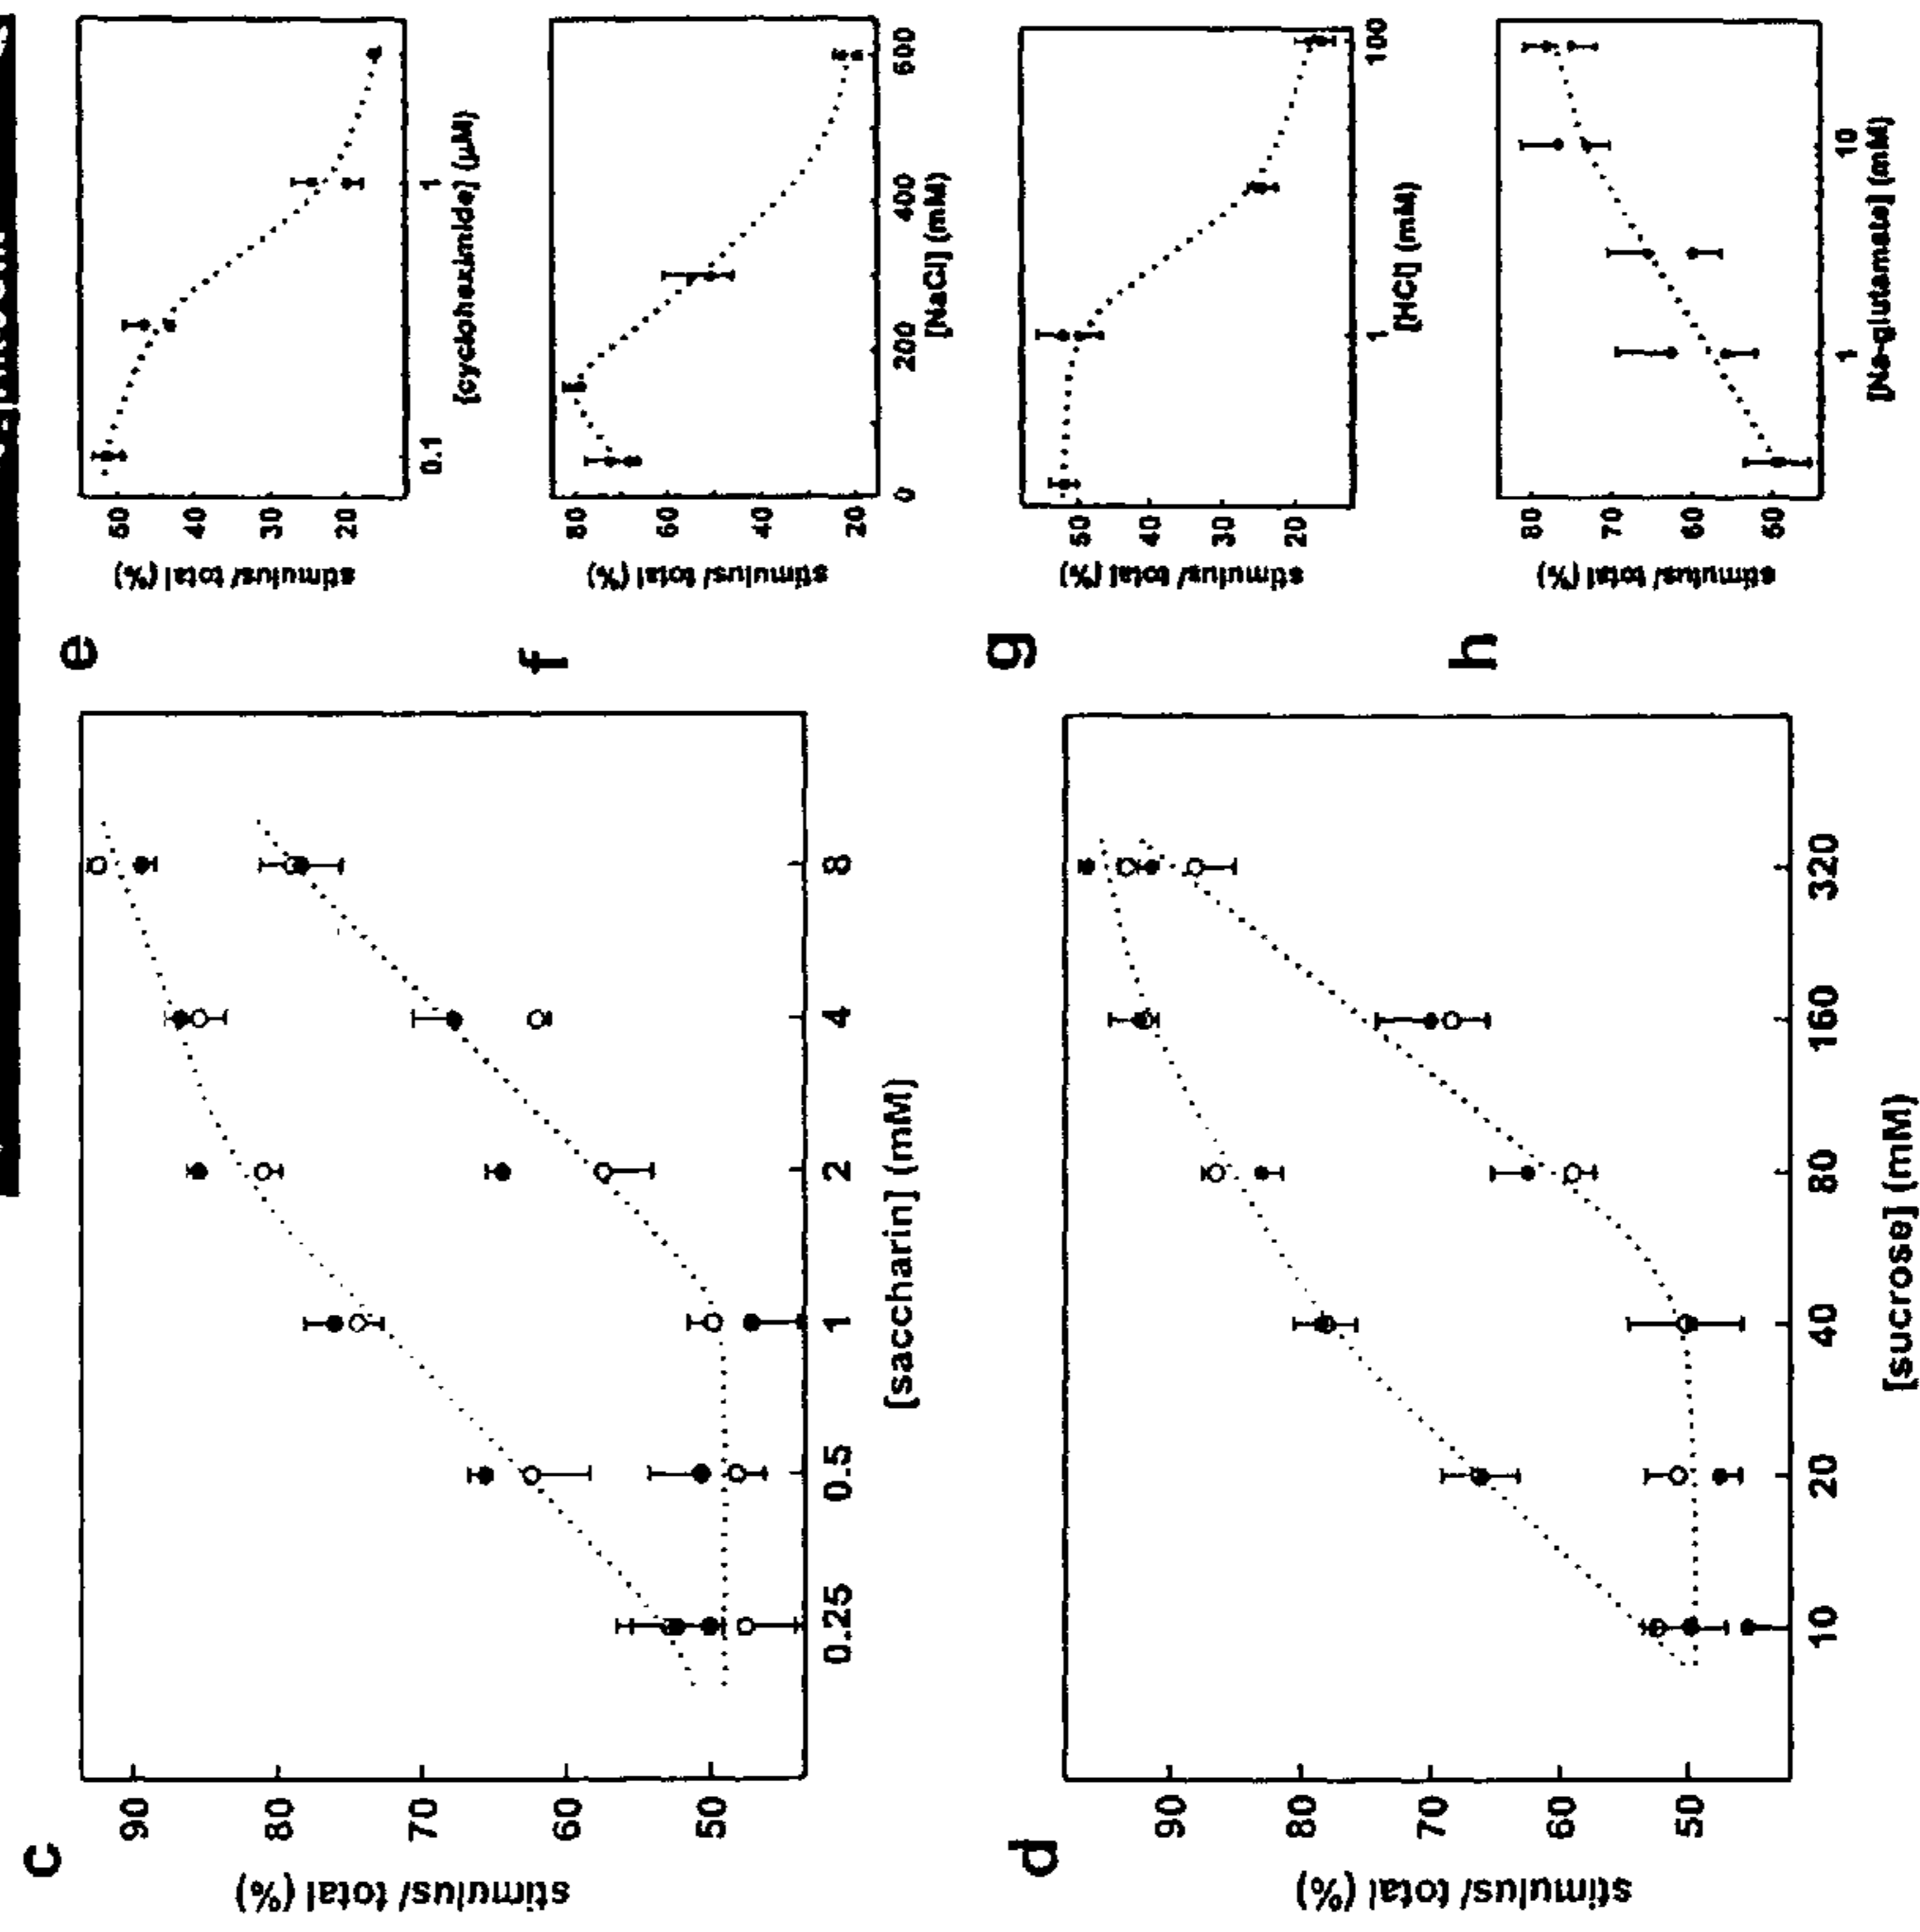 c
stimulus/ total (%)
90
80
70
60
50
0.25 0.5 1 2 4 8
[saccharin] (mM)
d
stimulus/ total (%)
90
80
70
60
50
10 20 40 80 160 320
[sucrose] (mM)
e
stimulus/ total (%)
50
40
30
20
0.1 1
[cycloheximide] (μM)
f
stimulus/ total (%)
80
60
40
20
0 200 400 600
[NaCl] (mM)
g
stimulus/ total (%)
50
40
30
20
1 100
[HCl] (mM)
h
stimulus/ total (%)
80
70
60
50
1 10
[Na-glutamate] (mM)